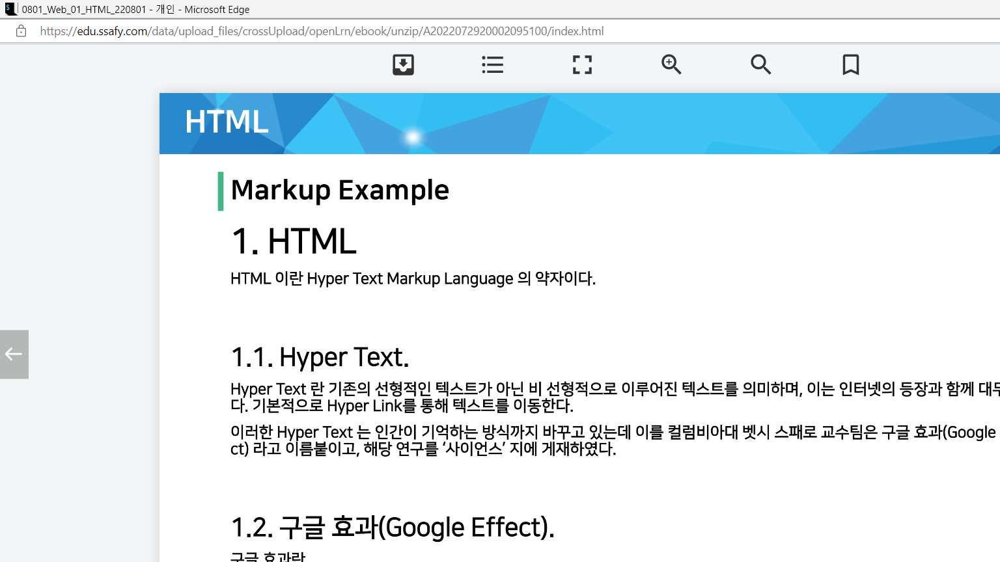 0801_Web_01_HTML_220801 - 개인 - Microsoft Edge
https://edu.ssafy.com/data/upload_files/crossUpload/openLrn/ebook/unzip/A2022072920002095100/index.html
HTML
Markup Example
1. HTML
HTML 이란 Hyper Text Markup Language 의 약자이다.
1.1. Hyper Text.
Hyper Text 란 기존의 선형적인 텍스트가 아닌 비 선형적으로 이루어진 텍스트를 의미하며, 이는 인터넷의 등장과 함께
다. 기본적으로 Hyper Link를 통해 텍스트를 이동한다.
이러한 Hyper Text 는 인간이 기억하는 방식까지 바꾸고 있는데 이를 컬럼비아대 벳시 스패로 교수팀은 구글 효과(Google
ct) 라고 이름붙이고, 해당 연구를 ‘사이언스’ 지에 게재하였다.
1.2. 구글 효과(Google Effect).
구글 효과란